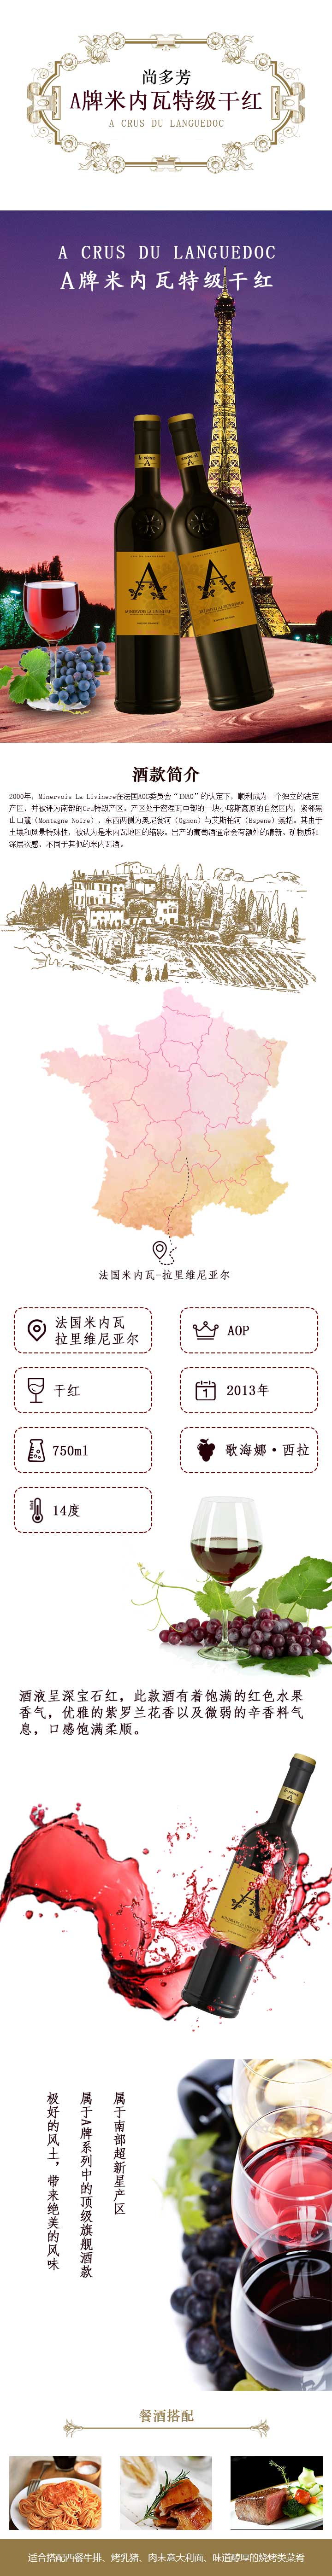 尚多芳
A牌米内瓦特级干红
A CRUS DU LANGUEDOC
A CRUS DU LANGUEDOC
A牌米内瓦特级干红
A
A
MINERVOIS LA LIVINIERE
酒款简介
2000年，Minervois La Livinere在法国AOC委员会“INAO”的认定下，顺利成为一个独立的法定
产区，并被评为南部的Cru特级产区。产区处于密度瓦中部的一块小喀斯高原的自然区内，紧邻黑
山山麓（Montagne Noire），东西两侧为奥尼瓮河（Ognon）与艾斯柏河（Espene）囊括。其由于
土壤和风景特殊性，被认为是米内瓦地区的缩影。出产的葡萄酒通常会有额外的清新、矿物质和
深层次感，不同于其他的米内瓦酒。
法国米内瓦-拉里维尼亚尔
法国米内瓦
拉里维尼亚尔
AOP
干红
1
2013年
750ml
歌海娜·西拉
14度
酒液呈深宝石红，此款酒有着饱满的红色水果
香气，优雅的紫罗兰花香以及微弱的辛香料气
息，口感饱满柔顺。
A
属于南部超新星产区
属于A牌系列中的顶级旗舰酒款
极好的风土，带来绝美的风味
餐酒搭配
适合搭配西餐牛排、烤乳猪、肉末意大利面、味道醇厚的烧烤类菜肴